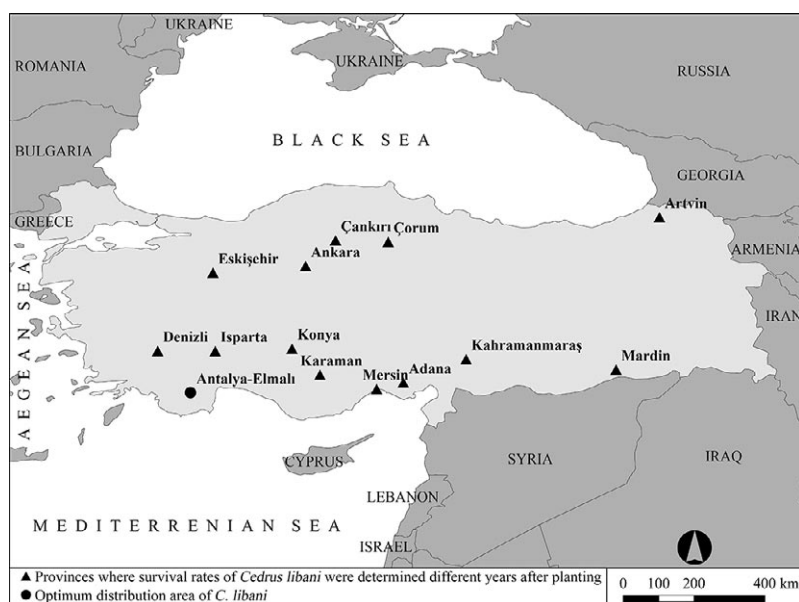 UKRAINE
ROMANIA
UKRAINE
RUSSIA
BLACK SEA
BULGARIA
GEORGIA
GREECE
Artvin
Çankırı
Çorum
ARMENIA
Ankara
Eskişehir
AEGEAN SEA
IRAN
Denizli
Isparta
Konya
Kahramanmaraş
Karaman
Mardin
Antalya-Elmalı
Mersin
Adana
CYPRUS
SYRIA
IRAQ
LEBANON
MEDITERRENIAN SEA
ISRAEL
▲ Provinces where survival rates of Cedrus libani were determined different years after planting
● Optimum distribution area of C. libani
0 100 200 400 km